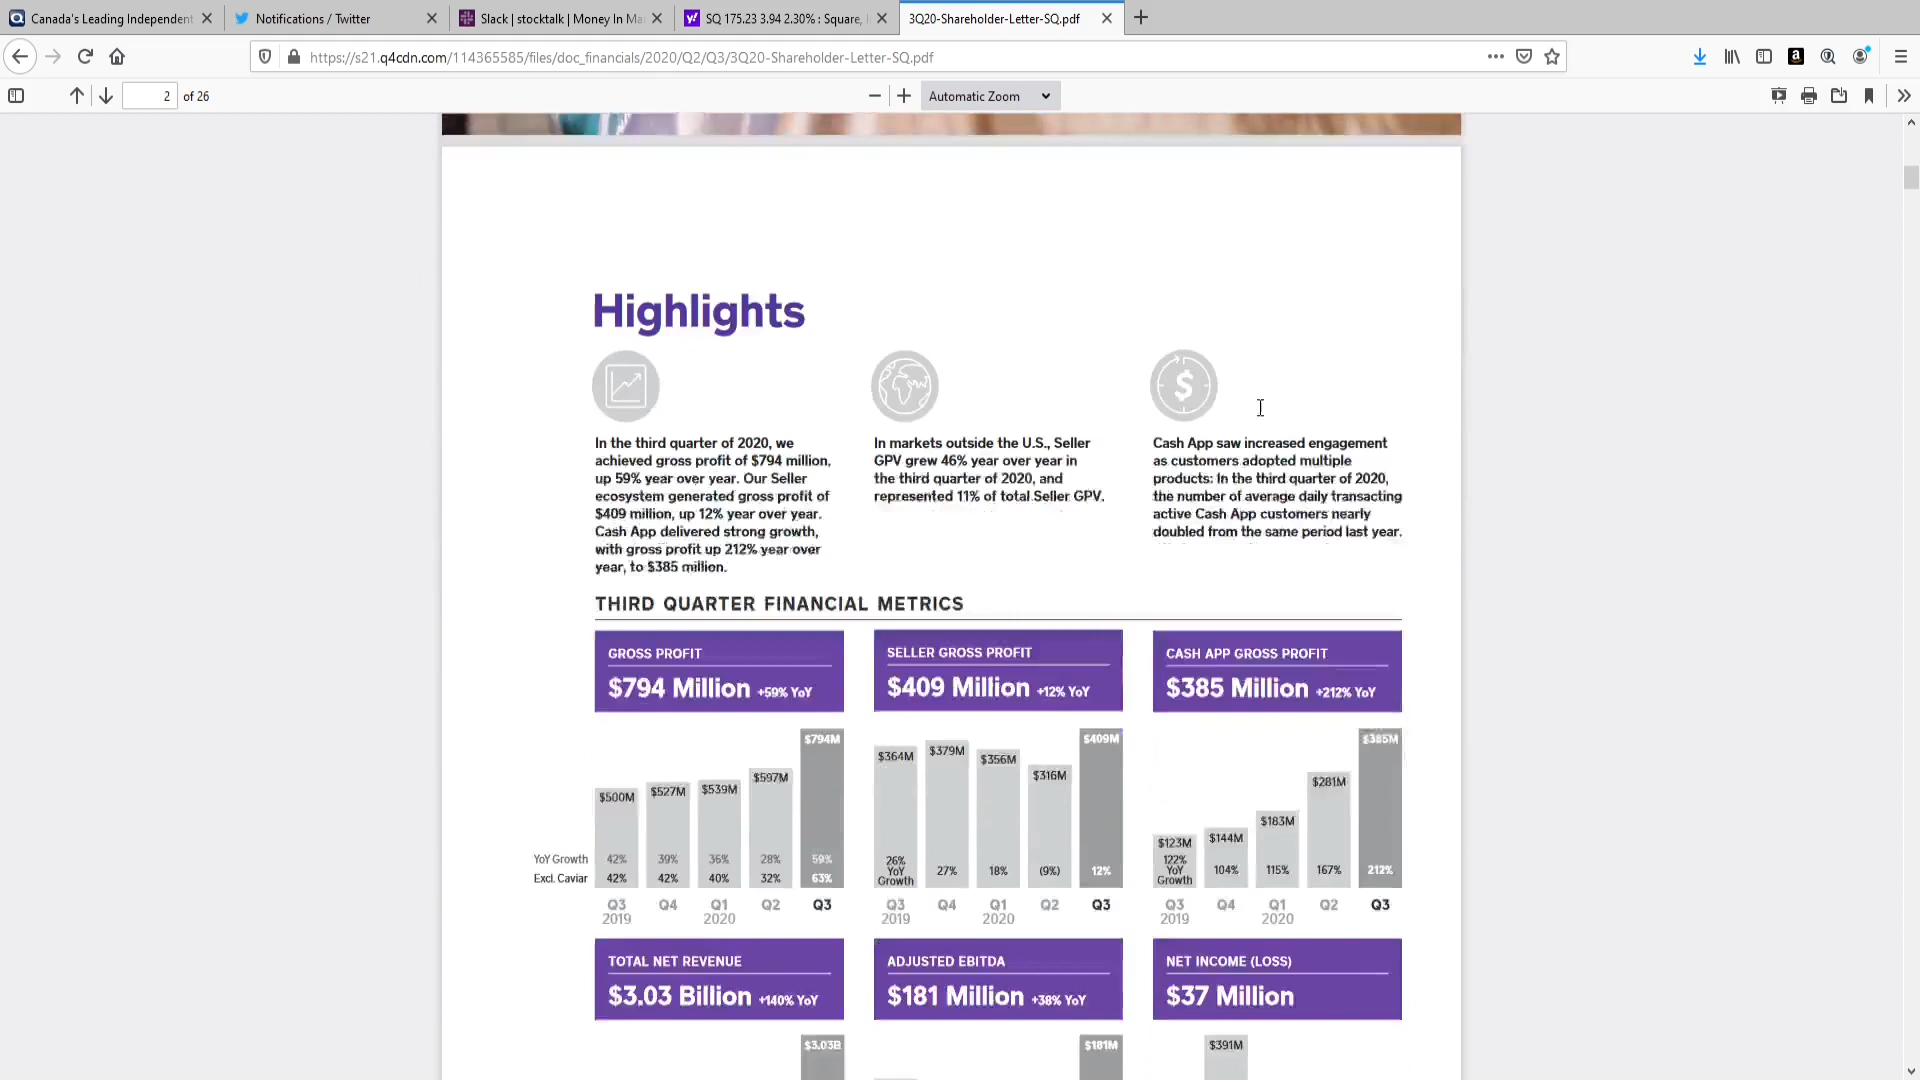 Canada's Leading Independent
Notifications / Twitter
Slack | stocktalk | Money In Ma
SQ 175.23 3.94 2.30% : Square, I
3Q20-Shareholder-Letter-SQ.pdf
https://s21.q4cdn.com/114365585/files/doc_financials/2020/Q2/Q3/3Q20-Shareholder-Letter-SQ.pdf
2 of 26
Automatic Zoom
Highlights
In the third quarter of 2020, we
achieved gross profit of $794 million,
up 59% year over year. Our Seller
ecosystem generated gross profit of
$409 million, up 12% year over year.
Cash App delivered strong growth,
with gross profit up 212% year over
year, to $385 million.
In markets outside the U.S., Seller
GPV grew 46% year over year in
the third quarter of 2020, and
represented 11% of total Seller GPV.
Cash App saw increased engagement
as customers adopted multiple
products: In the third quarter of 2020,
the number of average daily transacting
active Cash App customers nearly
doubled from the same period last year.
THIRD QUARTER FINANCIAL METRICS
GROSS PROFIT
$794 Million +59% YoY
$500M $527M $539M $597M $794M
YoY Growth 42% 39% 36% 28% 59%
Excl. Caviar 42% 42% 40% 32% 63%
Q3 Q4 Q1 Q2 Q3
2019 2020
SELLER GROSS PROFIT
$409 Million +12% YoY
$364M $379M $356M $316M $409M
26% YoY Growth 27% 18% (9%) 12%
Q3 Q4 Q1 Q2 Q3
2019 2020
CASH APP GROSS PROFIT
$385 Million +212% YoY
$123M $144M $183M $281M $385M
122% YoY Growth 104% 115% 167% 212%
Q3 Q4 Q1 Q2 Q3
2019 2020
TOTAL NET REVENUE
$3.03 Billion +140% YoY
$3.03B
ADJUSTED EBITDA
$181 Million +38% YoY
$181M
NET INCOME (LOSS)
$37 Million
$391M